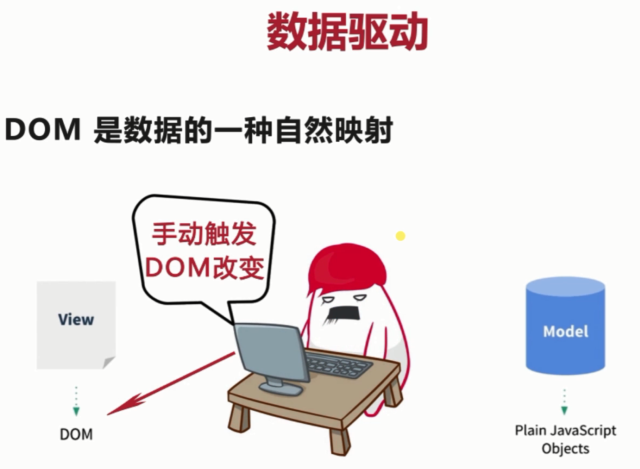 数据驱动
DOM 是数据的一种自然映射
手动触发
DOM改变
View
Model
DOM
Plain JavaScript
Objects